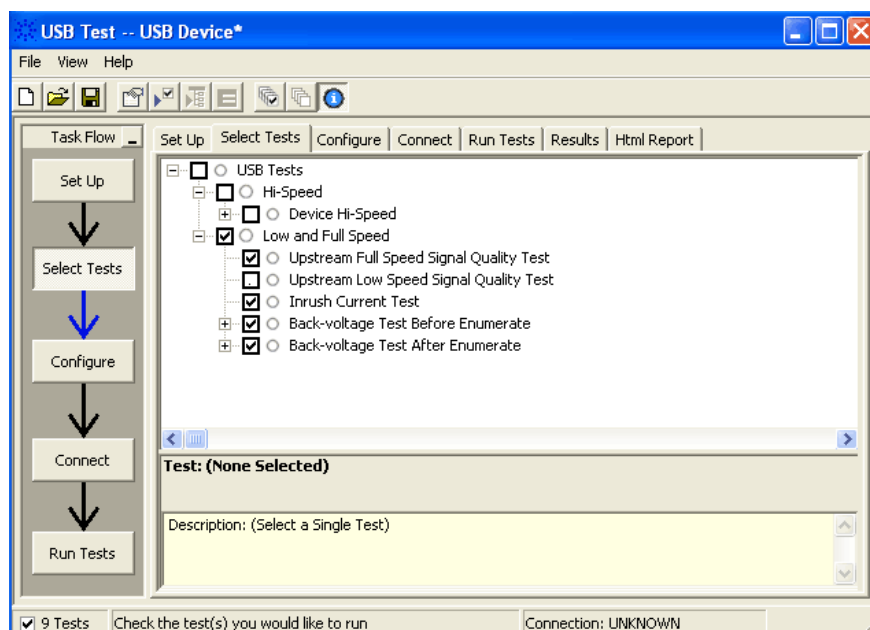 USB Test -- USB Device*
File View Help
Task Flow
Set Up
Select Tests
Configure
Connect
Run Tests
Set Up Select Tests Configure Connect Run Tests Results Html Report
USB Tests
Hi-Speed
Device Hi-Speed
Low and Full Speed
Upstream Full Speed Signal Quality Test
Upstream Low Speed Signal Quality Test
Inrush Current Test
Back-voltage Test Before Enumerate
Back-voltage Test After Enumerate
Test: (None Selected)
Description: (Select a Single Test)
9 Tests Check the test(s) you would like to run Connection: UNKNOWN